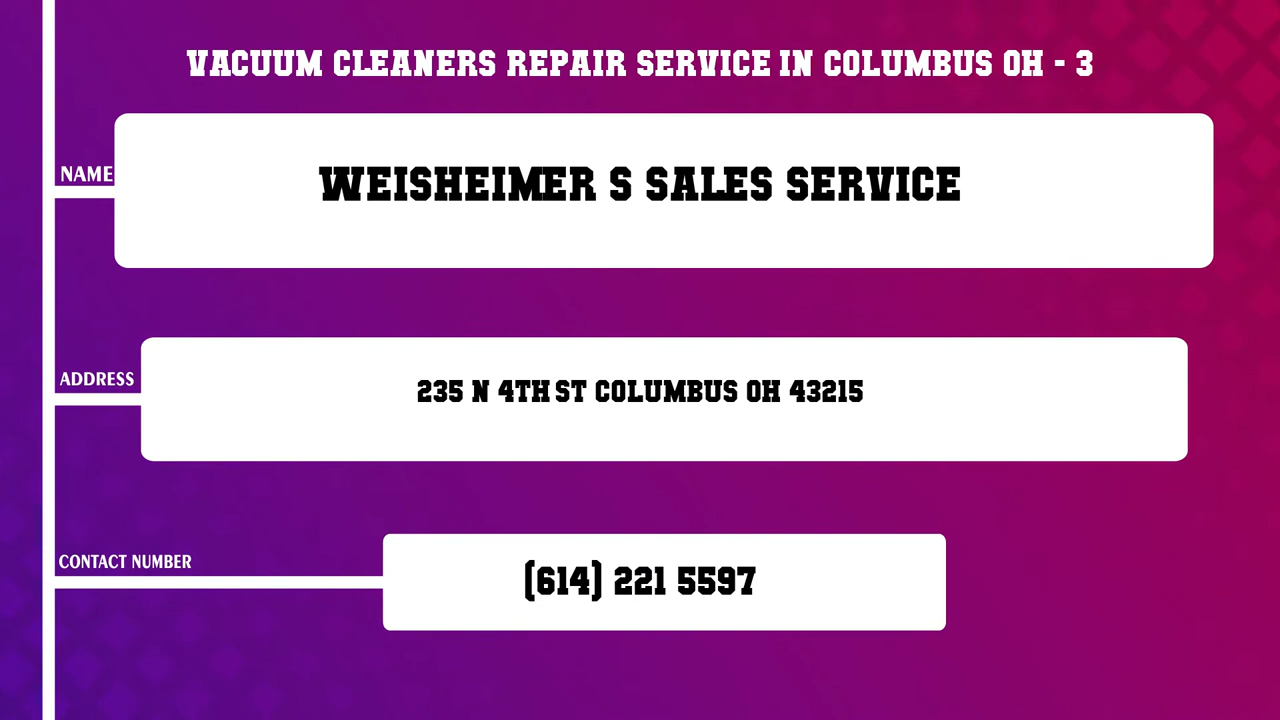 VACUUM CLEANERS REPAIR SERVICE IN COLUMBUS OH - 3
NAME
WEISHEIMER S SALES SERVICE
ADDRESS
235 N 4TH ST COLUMBUS OH 43215
CONTACT NUMBER
(614) 221 5597